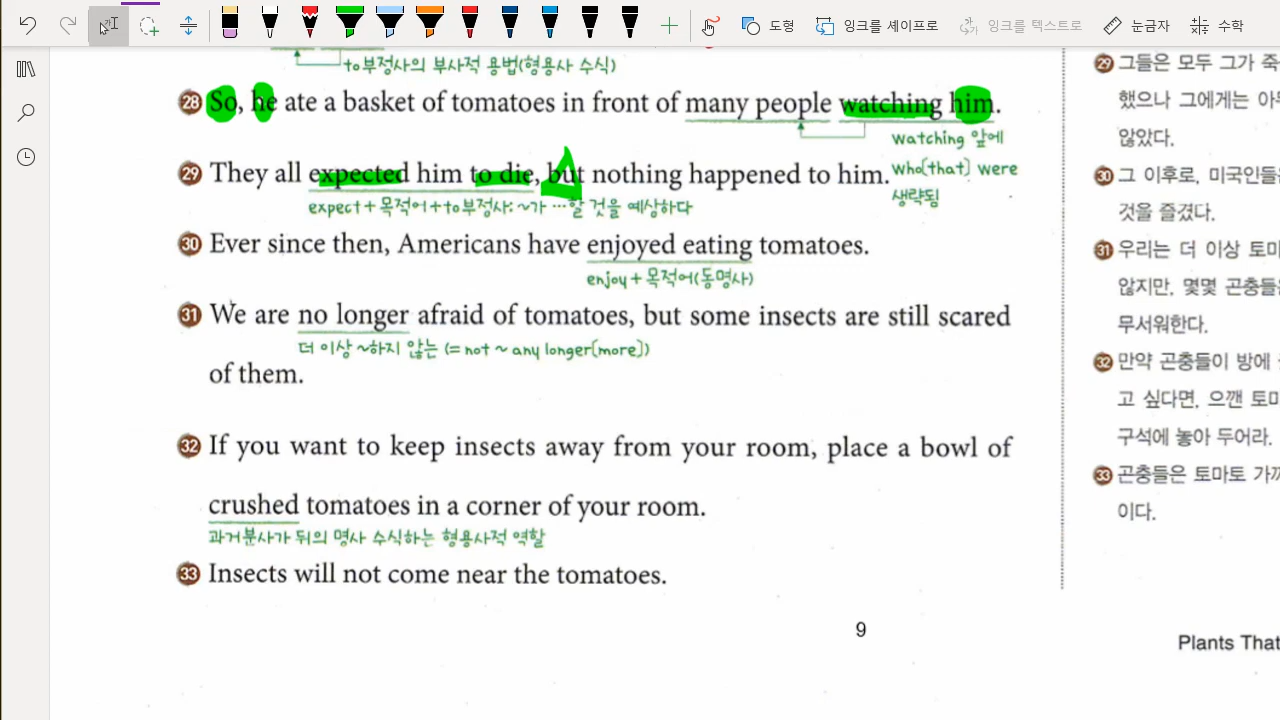 도형
잉크를 셰이프로
잉크를 텍스트로
눈금자
수학
to부정사의 부사적 용법(형용사 수식)
28 So, he ate a basket of tomatoes in front of many people watching him.
watching 앞에
who[that] were
생략됨
29 They all expected him to die, but nothing happened to him.
expect + 목적어 + to부정사: ~가 …할 것을 예상하다
30 Ever since then, Americans have enjoyed eating tomatoes.
enjoy + 목적어(동명사)
31 We are no longer afraid of tomatoes, but some insects are still scared
더 이상 ~하지 않는 (= not ~ any longer[more])
of them.
32 If you want to keep insects away from your room, place a bowl of
crushed tomatoes in a corner of your room.
과거분사가 뒤의 명사 수식하는 형용사적 역할
33 Insects will not come near the tomatoes.
9
29 그들은 모두 그가 죽
했으나 그에게는 아
않았다.
30 그 이후로, 미국인들
것을 즐겼다.
31 우리는 더 이상 토마
않지만, 몇몇 곤충들
무서워한다.
32 만약 곤충들이 방에
고 싶다면, 으깬 토마
구석에 놓아 두어라.
33 곤충들은 토마토 가까
이다.
Plants That